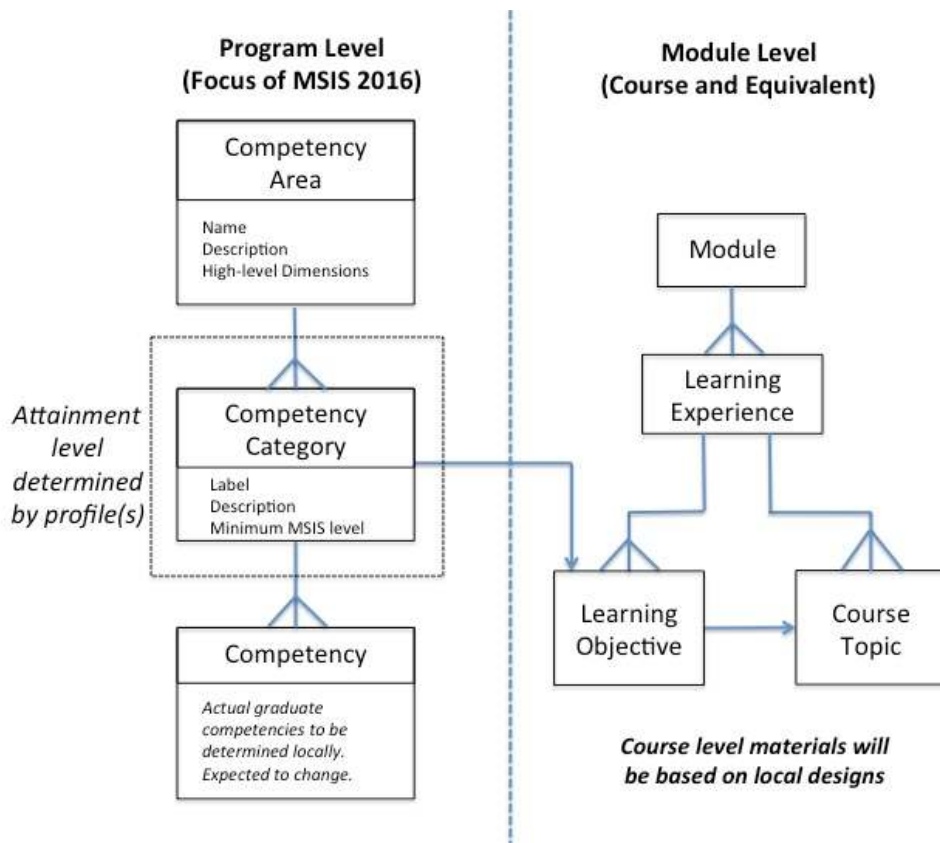 Program Level
(Focus of MSIS 2016)
Competency
Area
Name
Description
High-level Dimensions
Attainment
level
determined
by profile(s)
Competency
Category
Label
Description
Minimum MSIS level
Competency
Actual graduate
competencies to be
determined locally.
Expected to change.
Module Level
(Course and Equivalent)
Module
Learning
Experience
Learning
Objective
Course
Topic
Course level materials will
be based on local designs